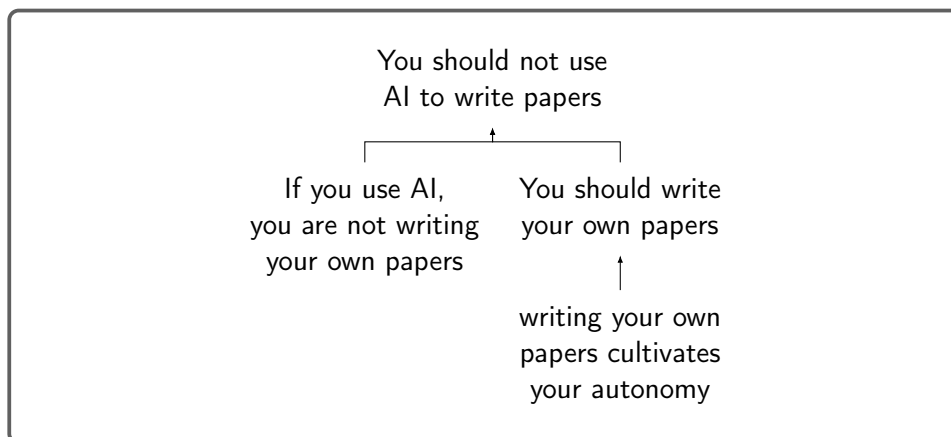 You should not use
AI to write papers
If you use AI,
you are not writing
your own papers
You should write
your own papers
writing your own
papers cultivates
your autonomy